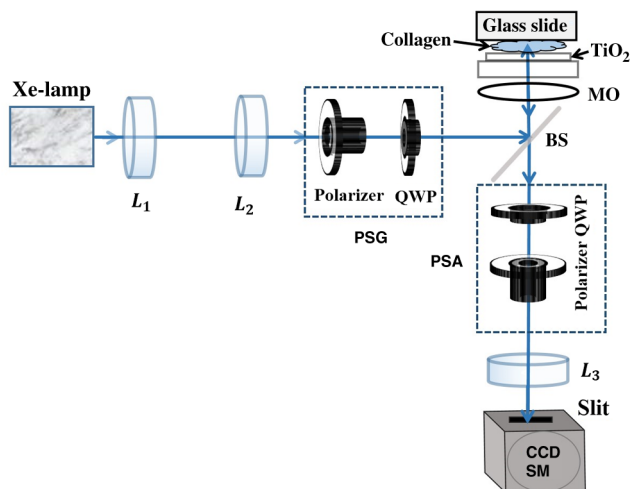 Glass slide
Collagen
TiO2
Xe-lamp
MO
BS
L1
L2
Polarizer
QWP
PSG
PSA
Polarizer QWP
L3
Slit
CCD
SM